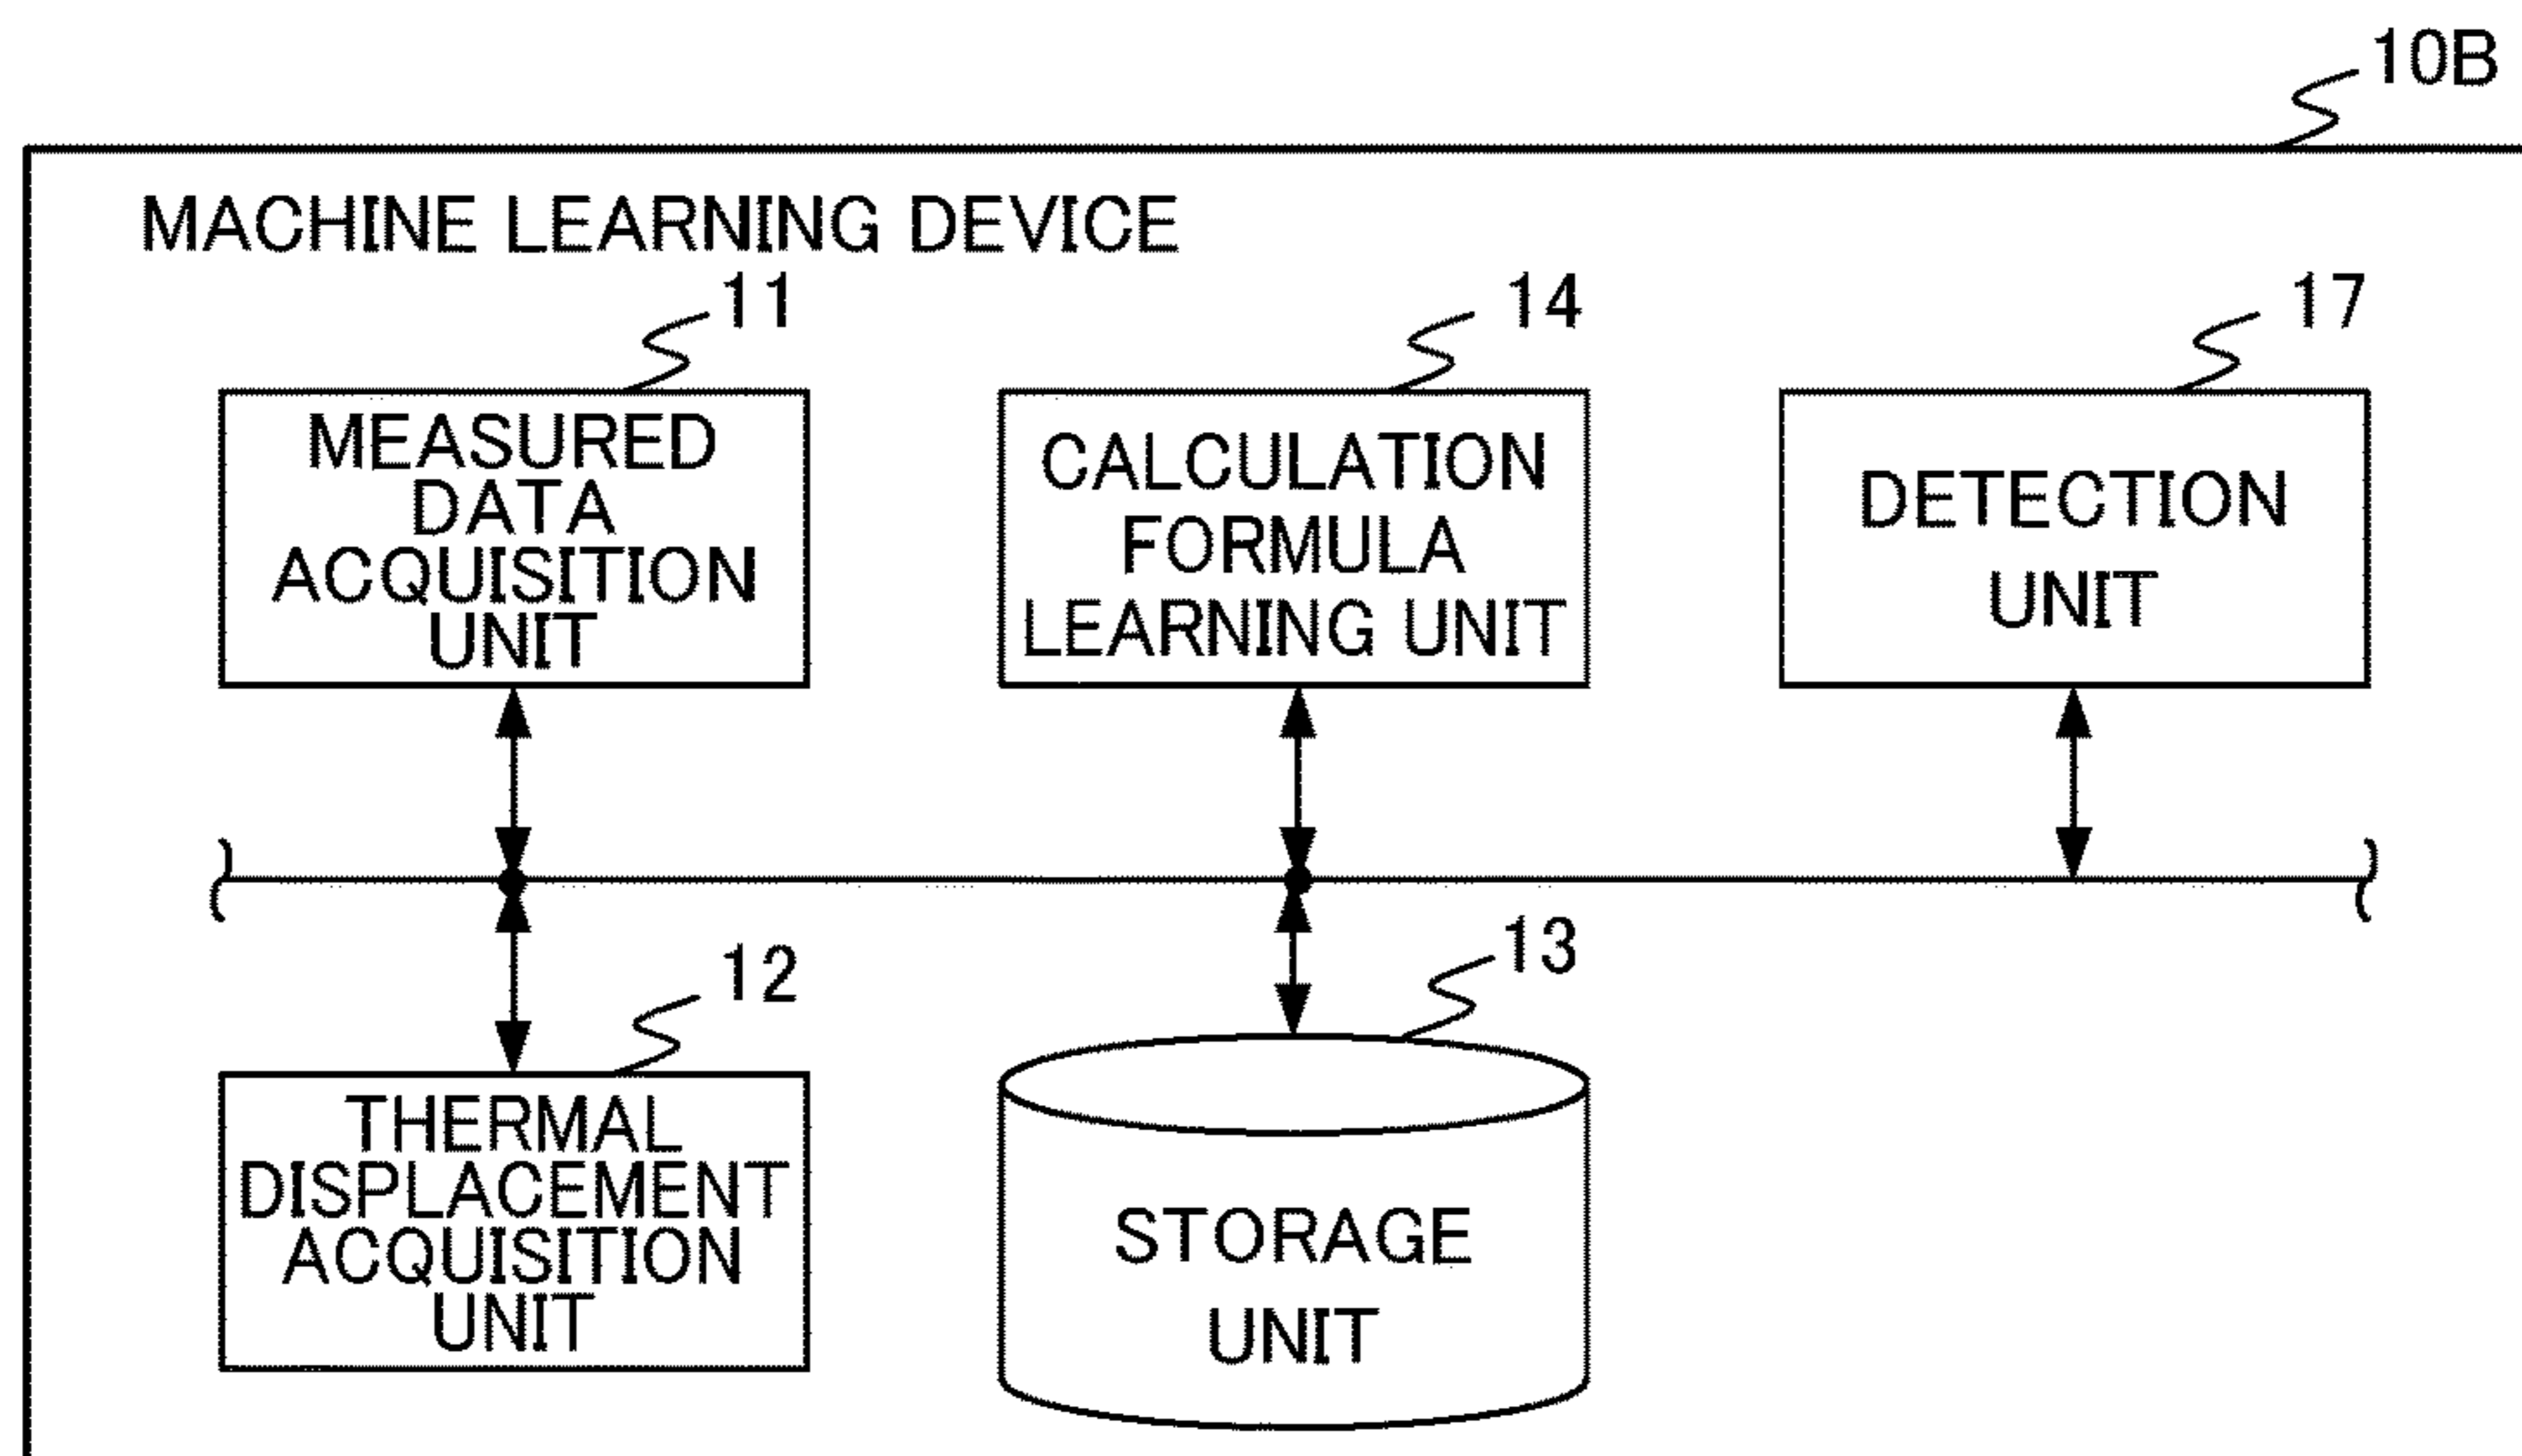 10B
MACHINE LEARNING DEVICE
11
MEASURED
DATA
ACQUISITION
UNIT
14
CALCULATION
FORMULA
LEARNING UNIT
17
DETECTION
UNIT
12
THERMAL
DISPLACEMENT
ACQUISITION
UNIT
13
STORAGE
UNIT